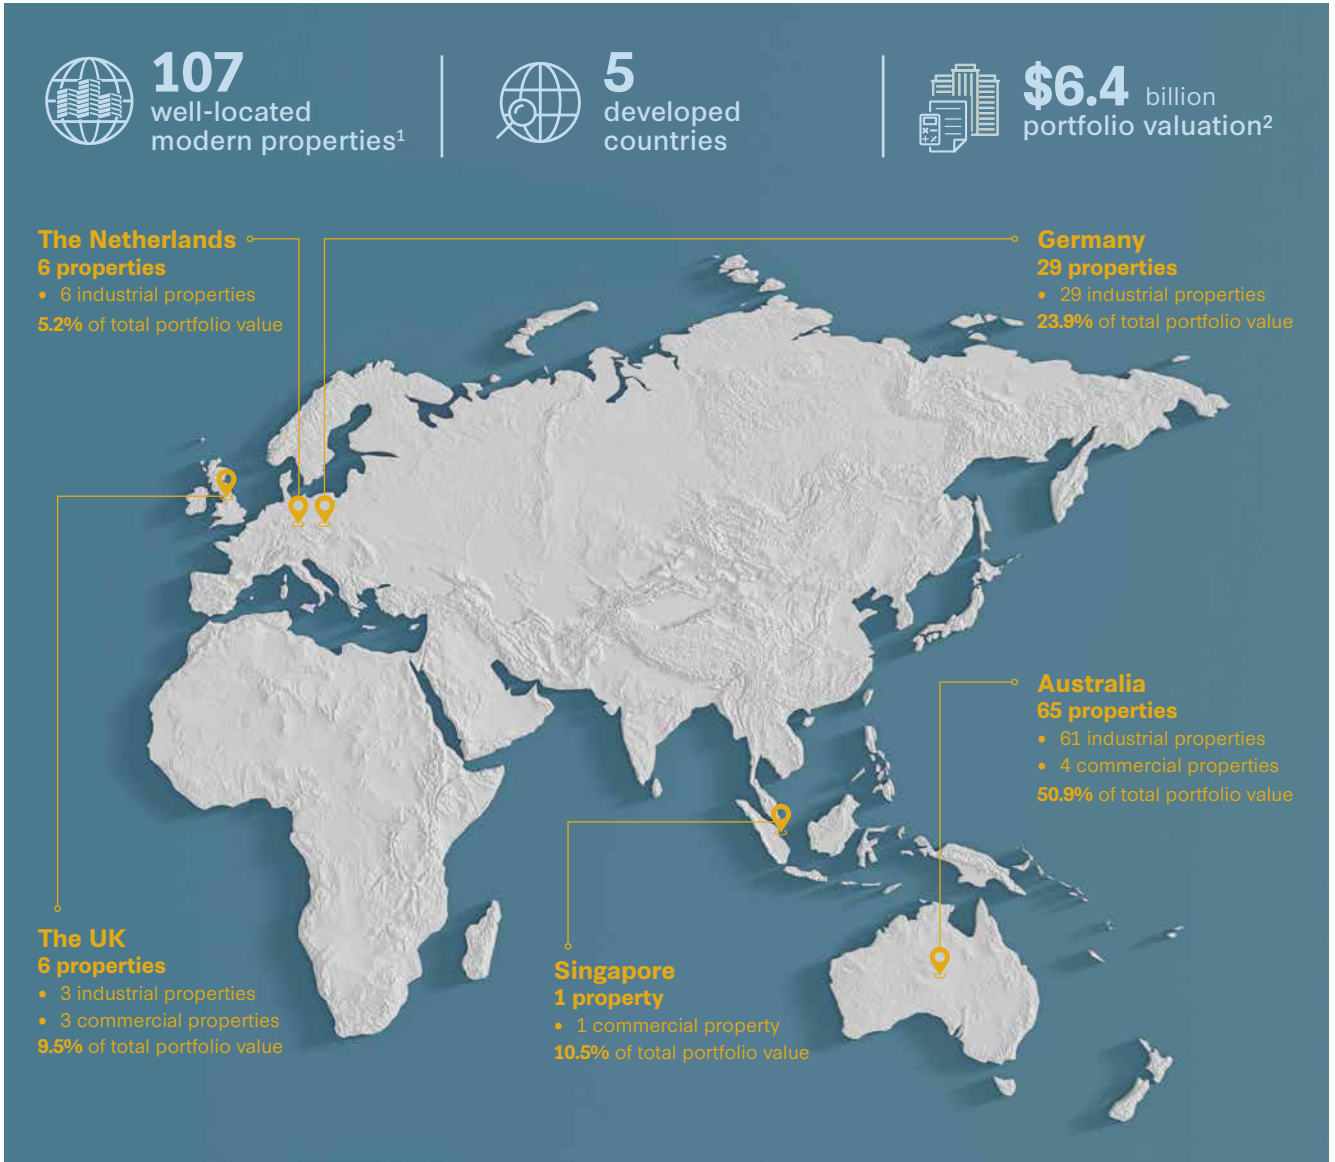 107
well-located
modern properties¹
5
developed
countries
$6.4 billion
portfolio valuation²
The Netherlands
6 properties
• 6 industrial properties
5.2% of total portfolio value
Germany
29 properties
• 29 industrial properties
23.9% of total portfolio value
Australia
65 properties
• 61 industrial properties
• 4 commercial properties
50.9% of total portfolio value
The UK
6 properties
• 3 industrial properties
• 3 commercial properties
9.5% of total portfolio value
Singapore
1 property
• 1 commercial property
10.5% of total portfolio value